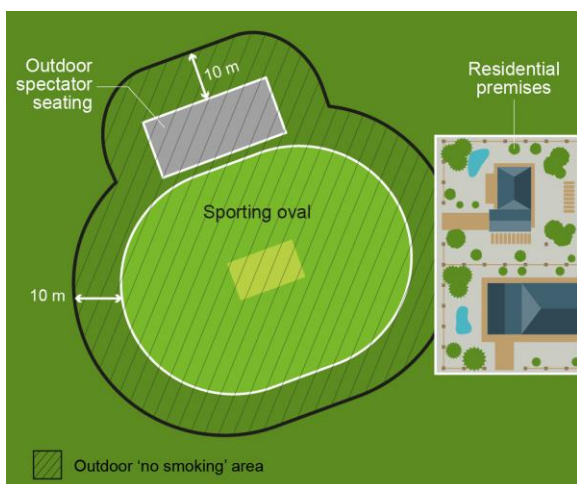 Outdoor
spectator
seating
10 m
Residential
premises
Sporting oval
10 m
Outdoor 'no smoking' area